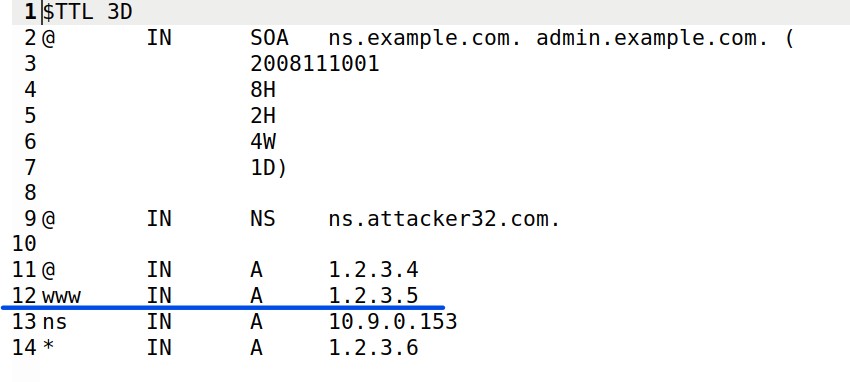 1 $TTL 3D
2 @ IN SOA ns.example.com. admin.example.com. (
3 2008111001
4 8H
5 2H
6 4W
7 1D)
8
9 @ IN NS ns.attacker32.com.
10
11 @ IN A 1.2.3.4
12 www IN A 1.2.3.5
13 ns IN A 10.9.0.153
14 * IN A 1.2.3.6